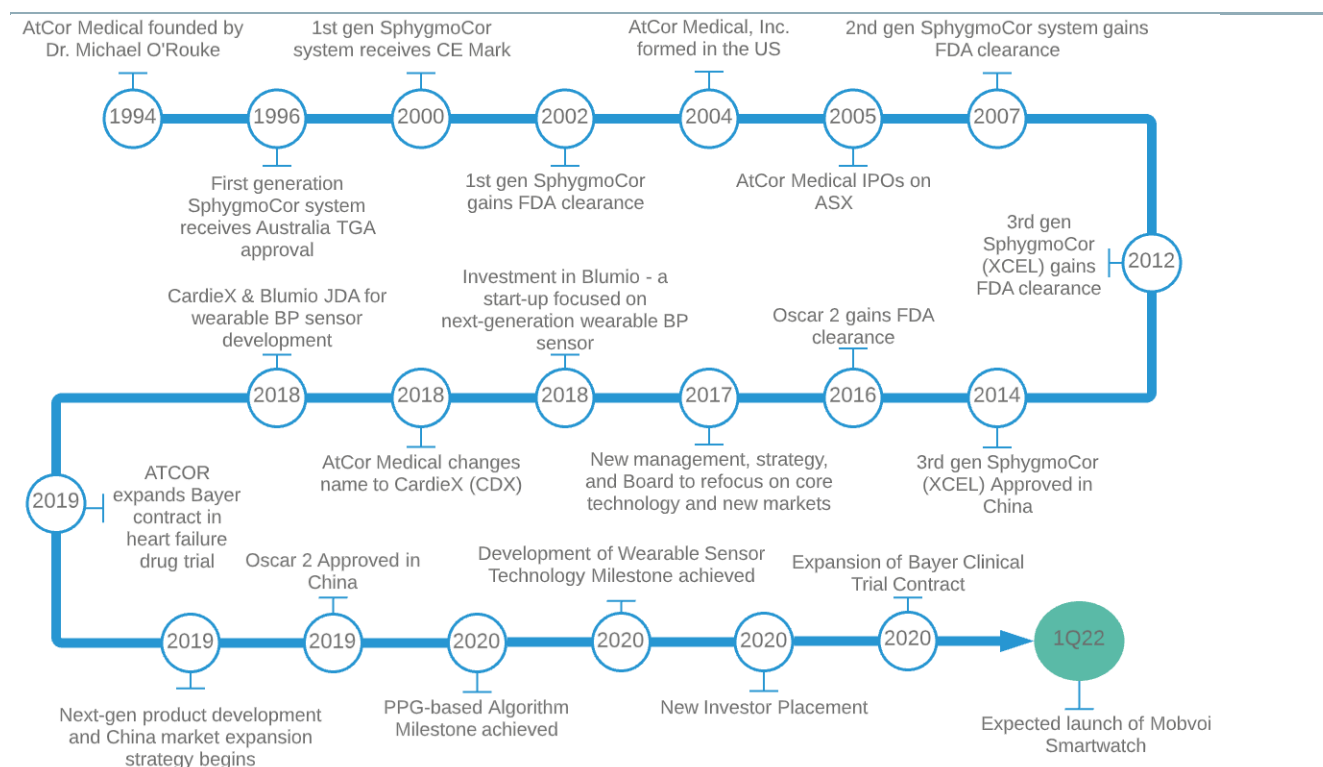 AtCor Medical founded by
Dr. Michael O'Rouke
1st gen SphygmoCor
system receives CE Mark
AtCor Medical, Inc.
formed in the US
2nd gen SphygmoCor system gains
FDA clearance
1994
1996
2000
2002
2004
2005
2007
First generation
SphygmoCor system
receives Australia TGA
approval
1st gen SphygmoCor
gains FDA clearance
AtCor Medical IPOs on
ASX
3rd gen
SphygmoCor
(XCEL) gains
FDA clearance
2012
CardieX & Blumio JDA for
wearable BP sensor
development
Investment in Blumio - a
start-up focused on
next-generation wearable BP
sensor
Oscar 2 gains FDA
clearance
2018
2018
2018
2017
2016
2014
AtCor Medical changes
name to CardieX (CDX)
New management, strategy,
and Board to refocus on core
technology and new markets
3rd gen SphygmoCor
(XCEL) Approved in
China
2019
ATCOR
expands Bayer
contract in
heart failure
drug trial
Oscar 2 Approved in
China
Development of Wearable Sensor
Technology Milestone achieved
Expansion of Bayer Clinical
Trial Contract
2019
2019
2020
2020
2020
2020
1Q22
Next-gen product development
and China market expansion
strategy begins
PPG-based Algorithm
Milestone achieved
New Investor Placement
Expected launch of Mobvoi
Smartwatch